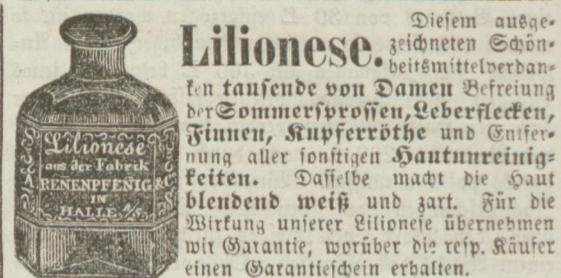 Lilionese
aus der Fabrik
RENENPFENIG & C
IN
HALLE a/S.
Lilionese.
Diesem ausge-
zeichneten Schön-
heitsmittel verdan-
ken tausende von Damen Befreiung
der Sommersprossen, Leberflecken,
Finnen, Kupferröthe und Entfer-
nung aller sonstigen Hautunreinig-
keiten. Dasselbe macht die Haut
blendend weiß und zart. Für die
Wirkung unserer Lilionese übernehmen
wir Garantie, worüber die resp. Käufer
einen Garantieschein erhalten.